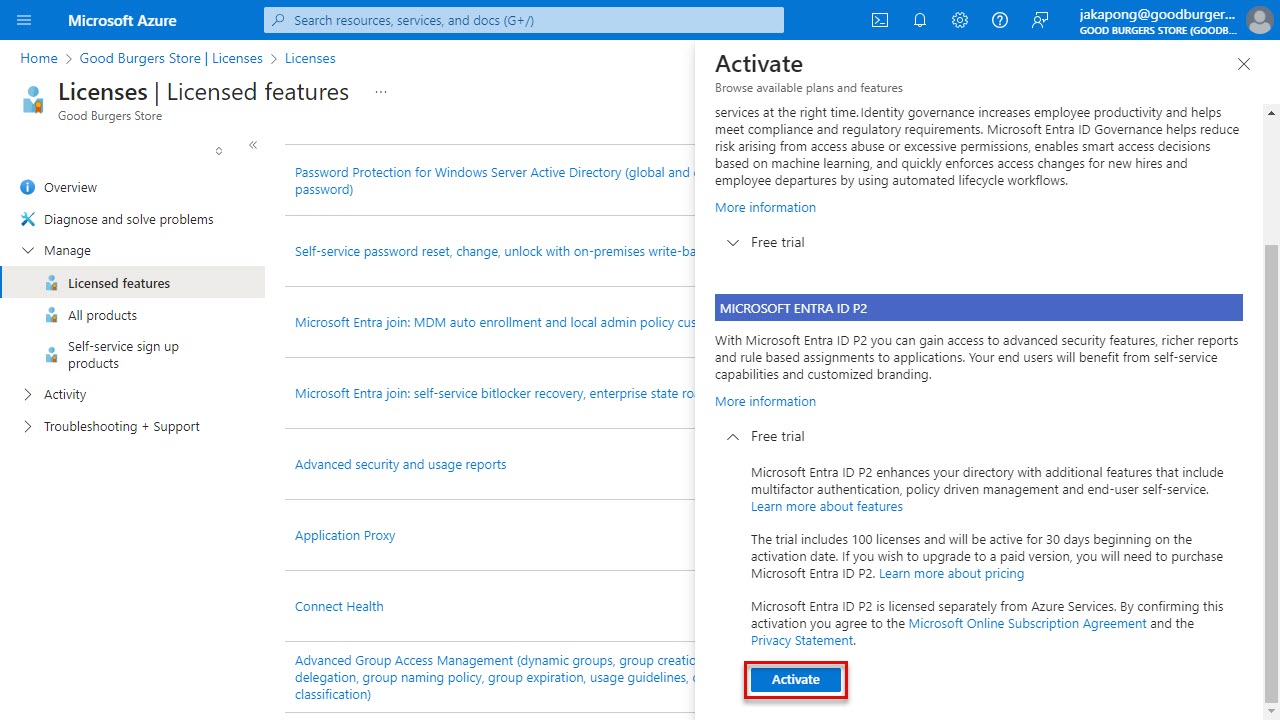 Microsoft Azure
Search resources, services, and docs (G+/)
jakapong@goodburger...
GOOD BURGERS STORE (GOODB...
Home > Good Burgers Store | Licenses > Licenses
Licenses | Licensed features ...
Good Burgers Store
«
Overview
Diagnose and solve problems
Manage
Licensed features
All products
Self-service sign up
products
Activity
Troubleshooting + Support
Password Protection for Windows Server Active Directory (global and
password)
Self-service password reset, change, unlock with on-premises write-ba
Microsoft Entra join: MDM auto enrollment and local admin policy cus
Microsoft Entra join: self-service bitlocker recovery, enterprise state roa
Advanced security and usage reports
Application Proxy
Connect Health
Advanced Group Access Management (dynamic groups, group creatio
delegation, group naming policy, group expiration, usage guidelines,
classification)
Activate
Browse available plans and features
services at the right time. Identity governance increases employee productivity and helps
meet compliance and regulatory requirements. Microsoft Entra ID Governance helps reduce
risk arising from access abuse or excessive permissions, enables smart access decisions
based on machine learning, and quickly enforces access changes for new hires and
employee departures by using automated lifecycle workflows.
More information
Free trial
MICROSOFT ENTRA ID P2
With Microsoft Entra ID P2 you can gain access to advanced security features, richer reports
and rule based assignments to applications. Your end users will benefit from self-service
capabilities and customized branding.
More information
Free trial
Microsoft Entra ID P2 enhances your directory with additional features that include
multifactor authentication, policy driven management and end-user self-service.
Learn more about features
The trial includes 100 licenses and will be active for 30 days beginning on the
activation date. If you wish to upgrade to a paid version, you will need to purchase
Microsoft Entra ID P2. Learn more about pricing
Microsoft Entra ID P2 is licensed separately from Azure Services. By confirming this
activation you agree to the Microsoft Online Subscription Agreement and the
Privacy Statement.
Activate